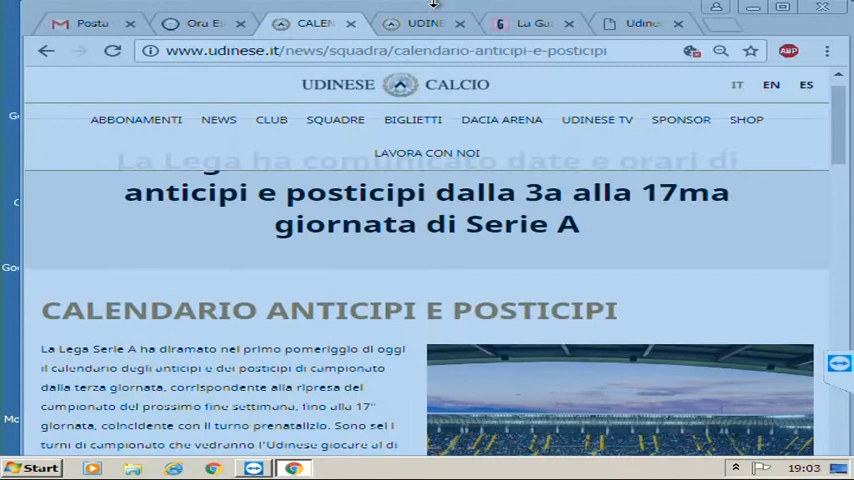 Posta
Ora Es
CALEN
UDINE
G La Ga
Udines
www.udinese.it/news/squadra/calendario-anticipi-e-posticipi
ABP
UDINESE CALCIO
IT EN ES
ABBONAMENTI NEWS CLUB SQUADRE BIGLIETTI DACIA ARENA UDINESE TV SPONSOR SHOP
LAVORA CON NOI
La Lega ha comunicato date e orari di
anticipi e posticipi dalla 3a alla 17ma
giornata di Serie A
CALENDARIO ANTICIPI E POSTICIPI
La Lega Serie A ha diramato nel primo pomeriggio di oggi
il calendario degli anticipi e dei posticipi di campionato
dalla terza giornata, corrispondente alla ripresa del
campionato del prossimo fine settimana, fino alla 17°
giornata, coincidente con il turno prenatalizio. Sono sei i
turni di campionato che vedranno l'Udinese giocare al di
Start
19:03